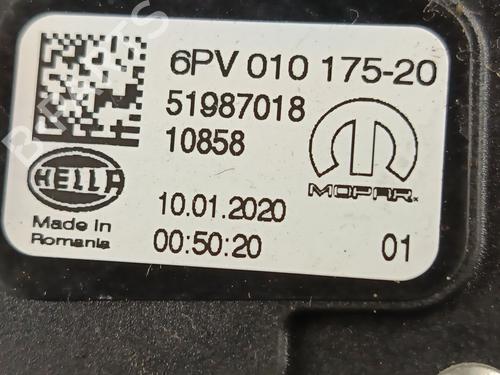 6PV 010 175-20
51987018
10858
HELLA
MOPAR
Made in
Romania
10.01.2020
00:50:20
01